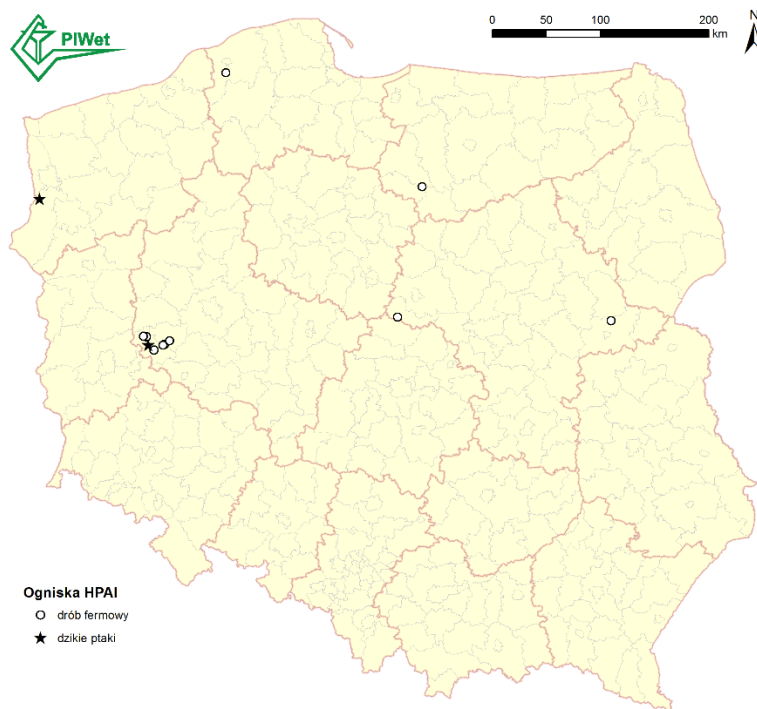 PIWet
0 50 100 200
km
N
Ogniska HPAI
drób fermowy
dzikie ptaki